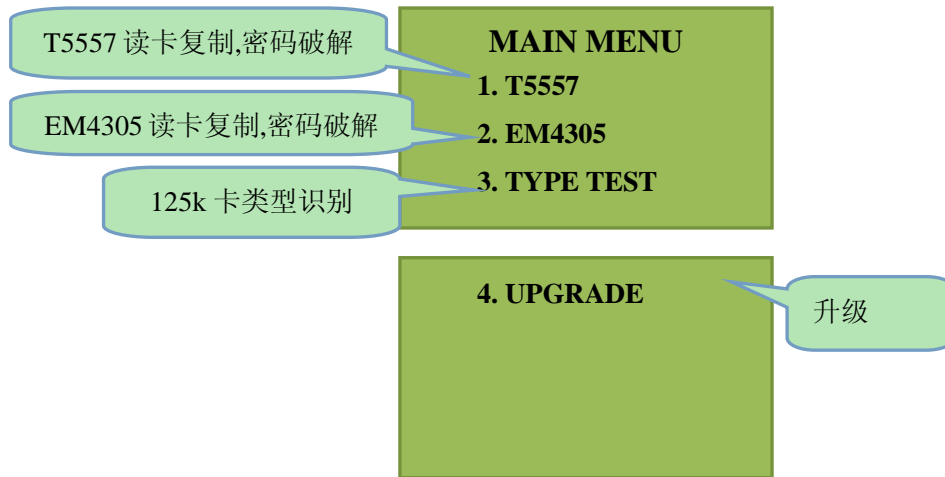 T5557 读卡复制,密码破解
MAIN MENU
1. T5557
EM4305 读卡复制,密码破解
2. EM4305
3. TYPE TEST
125k 卡类型识别
4. UPGRADE
升级